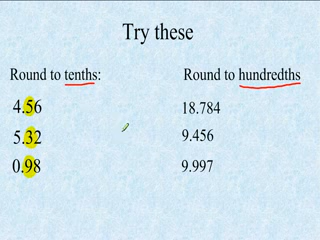 Try these
Round to tenths:
4.56
5.32
0.98
Round to hundredths
18.784
9.456
9.997